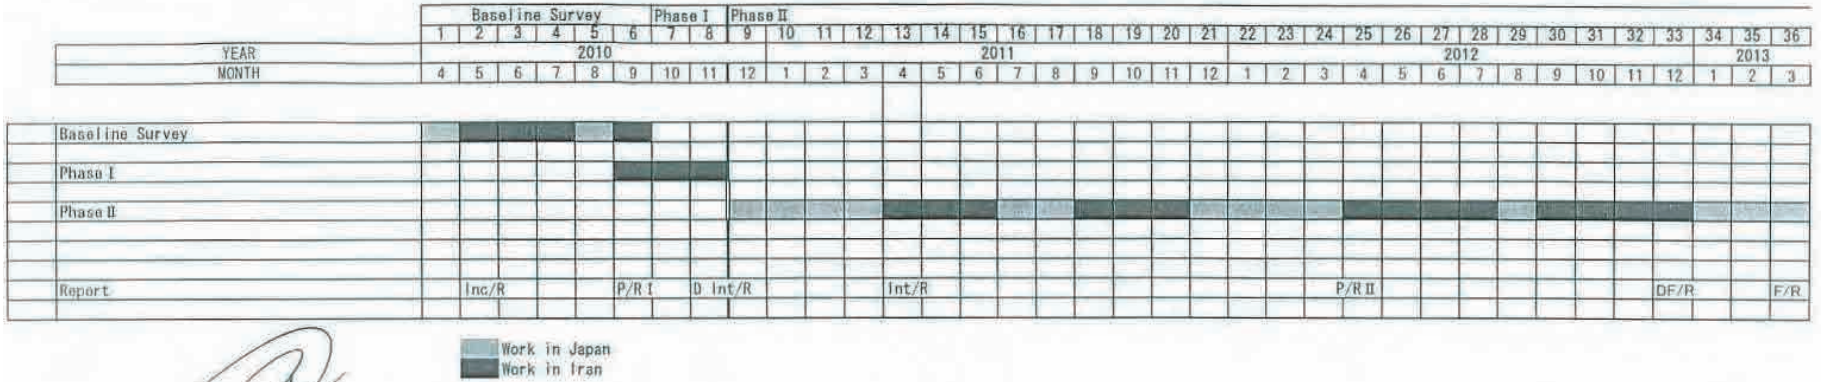 Baseline Survey Phase I Phase Ⅱ
1 2 3 4 5 6 7 8 9 10 11 12 13 14 15 16 17 18 19 20 21 22 23 24 25 26 27 28 29 30 31 32 33 34 35 36
YEAR 2010 2011 2012 2013
MONTH 4 5 6 7 8 9 10 11 12 1 2 3 4 5 6 7 8 9 10 11 12 1 2 3 4 5 6 7 8 9 10 11 12 1 2 3
Baseline Survey
Phase I
Phase Ⅱ
Report Inc/R P/R I D Int/R Int/R P/R Ⅱ DF/R F/R
Work in Japan
Work in Iran